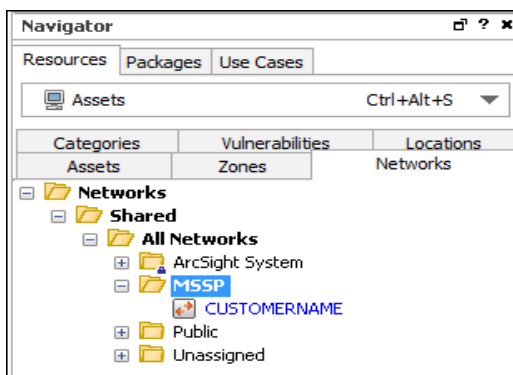 Navigator
Resources Packages Use Cases
Assets Ctrl+Alt+S
Categories Vulnerabilities Locations
Assets Zones Networks
Networks
Shared
All Networks
ArcSight System
MSSP
CUSTOMERNAME
Public
Unassigned